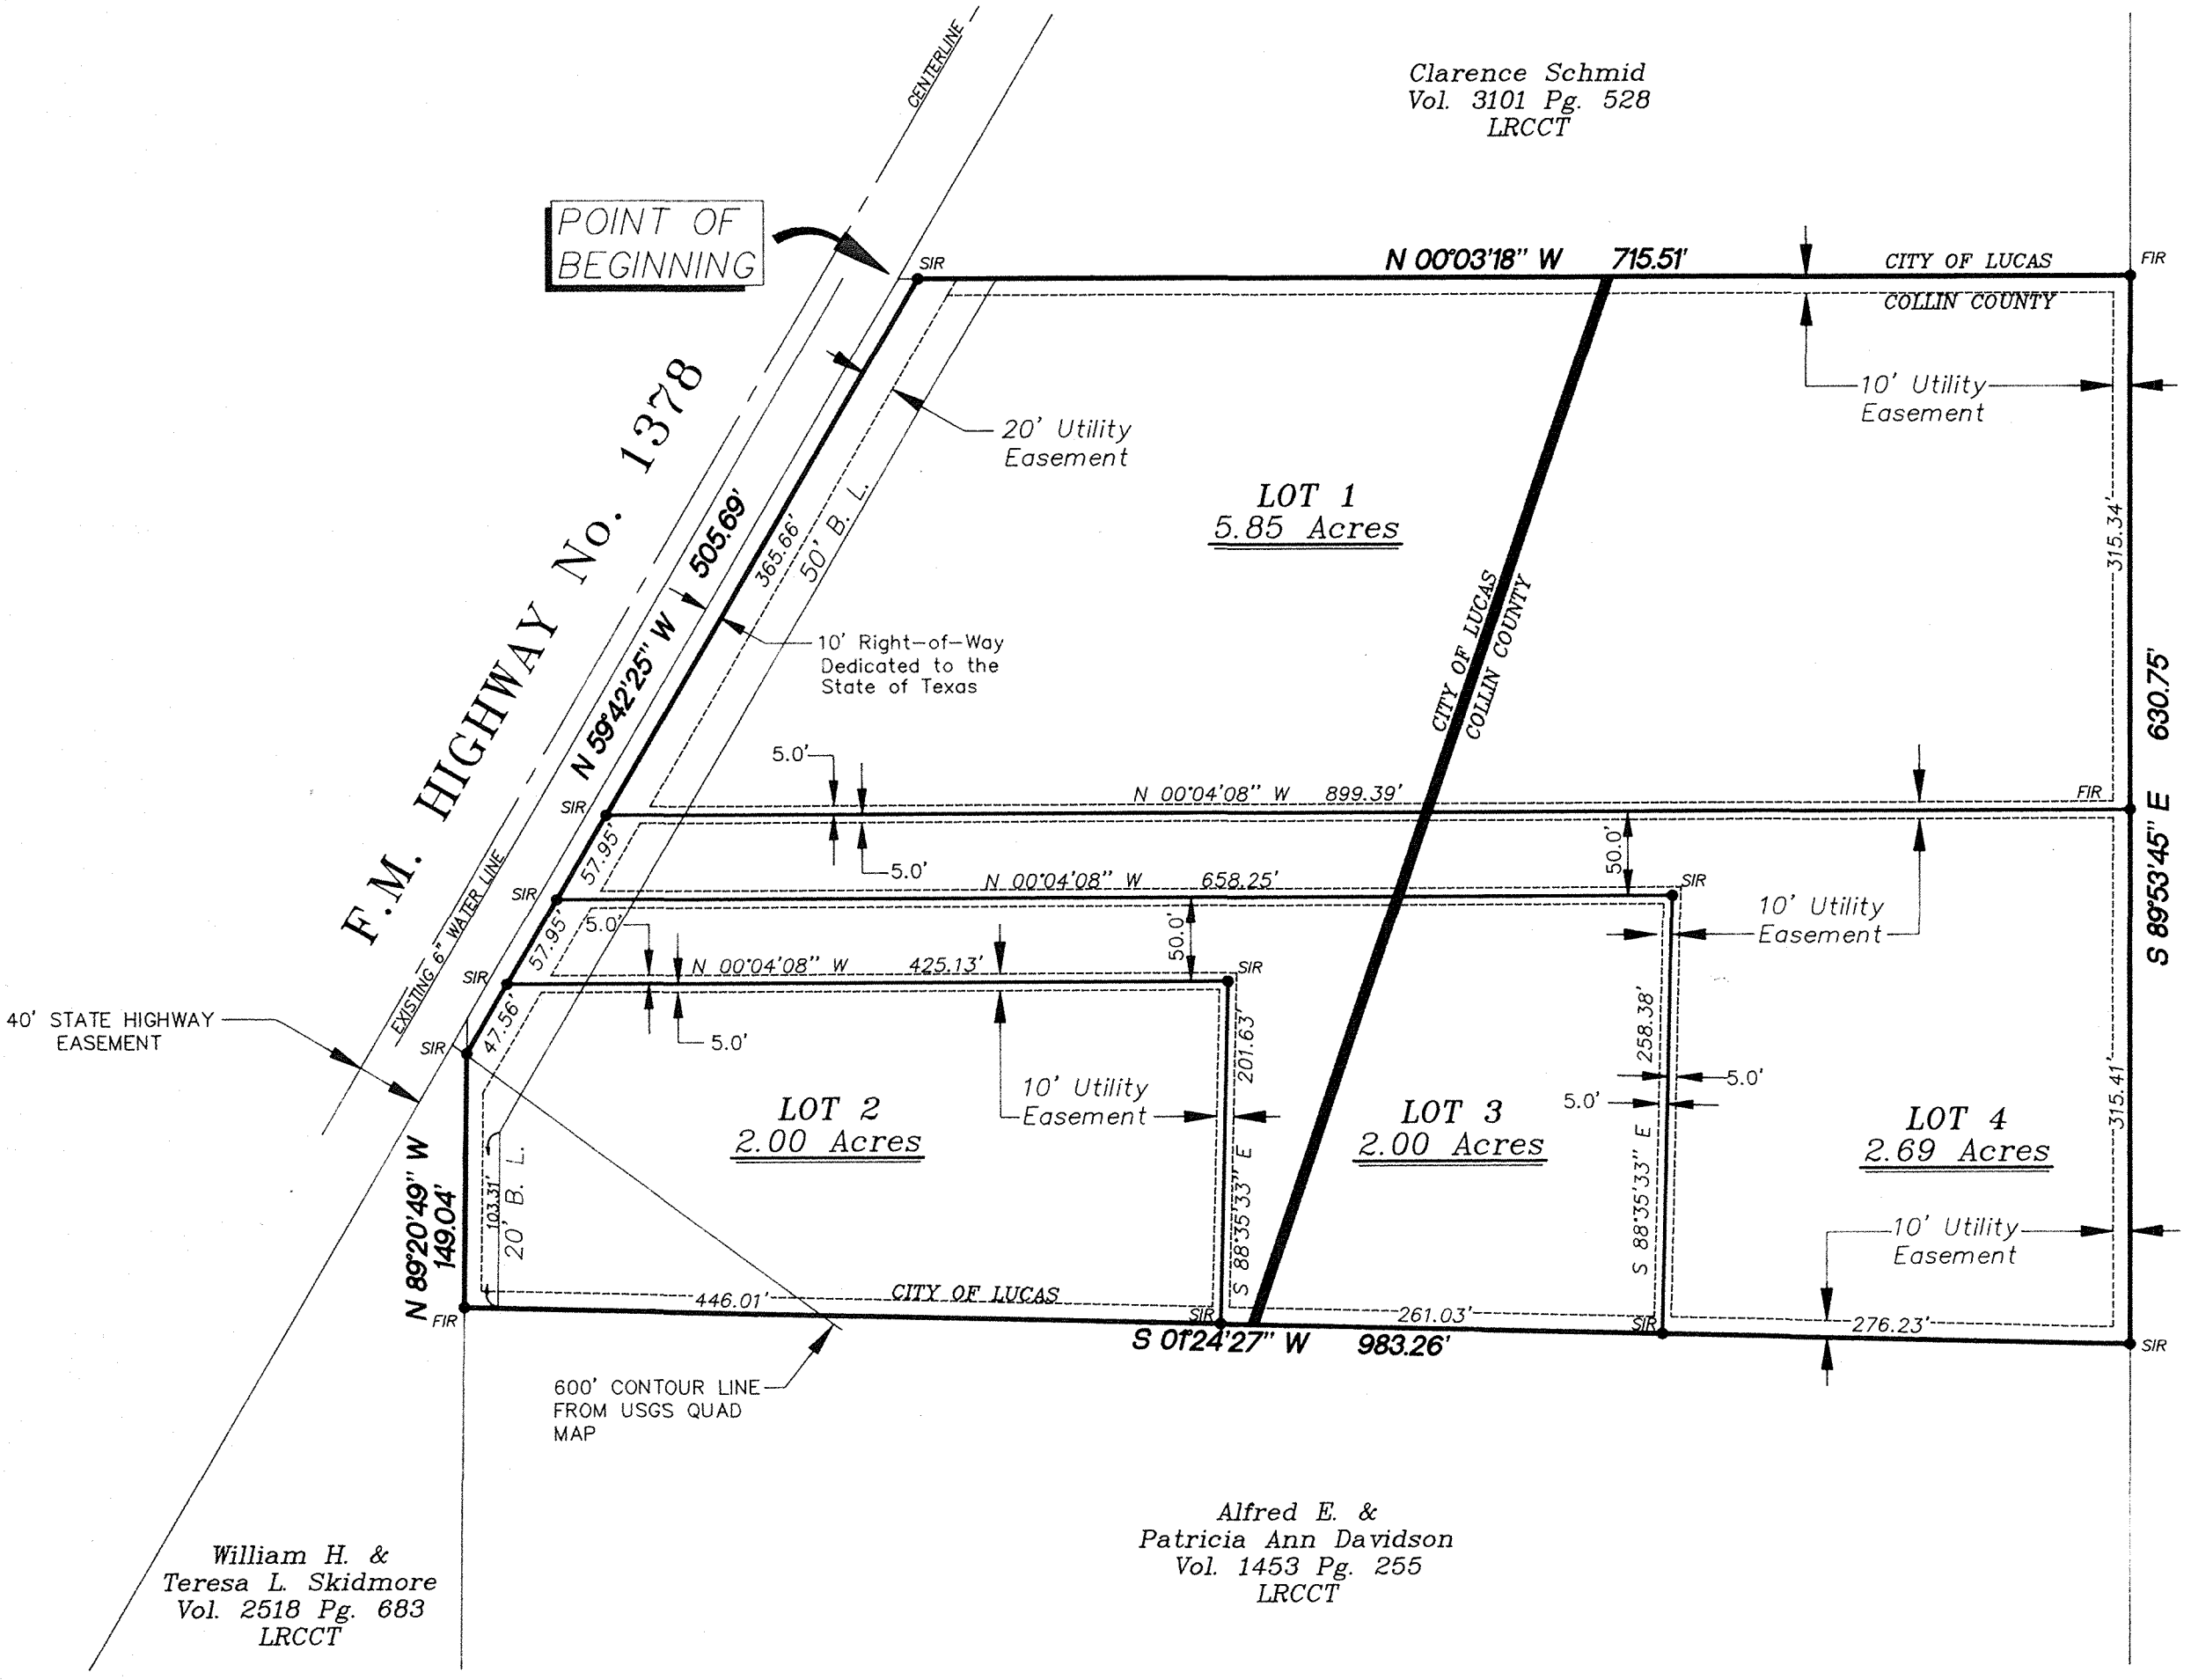 CENTERLINE
Clarence Schmid
Vol. 3101 Pg. 528
LRCCT
POINT OF
BEGINNING
SIR
N 00°03'18" W 715.51'
CITY OF LUCAS
FIR
COLLIN COUNTY
10' Utility
Easement
20' Utility
Easement
F.M. HIGHWAY No. 1378
N 59°42'25" W 505.69'
365.66'
50' B. L.
LOT 1
5.85 Acres
CITY OF LUCAS
COLLIN COUNTY
315.34'
S 89°53'45" E 630.75'
10' Right-of-Way
Dedicated to the
State of Texas
5.0'
SIR
N 00°04'08" W 899.39'
FIR
57.95'
5.0'
50.0'
SIR
N 00°04'08" W 658.25'
SIR
10' Utility
Easement
EXISTING 6" WATER LINE
57.95'
5.0'
50.0'
SIR
N 00°04'08" W 425.13'
SIR
40' STATE HIGHWAY
EASEMENT
SIR
47.56'
5.0'
201.63'
258.38'
5.0'
5.0'
10' Utility
Easement
LOT 2
2.00 Acres
LOT 3
2.00 Acres
LOT 4
2.69 Acres
315.41'
N 89°20'49" W
149.04'
103.31'
20' B. L.
S 88°35'33" E
S 88°35'33" E
10' Utility
Easement
FIR
446.01'
CITY OF LUCAS
SIR
261.03'
SIR
276.23'
SIR
S 01°24'27" W 983.26'
600' CONTOUR LINE
FROM USGS QUAD
MAP
William H. &
Teresa L. Skidmore
Vol. 2518 Pg. 683
LRCCT
Alfred E. &
Patricia Ann Davidson
Vol. 1453 Pg. 255
LRCCT